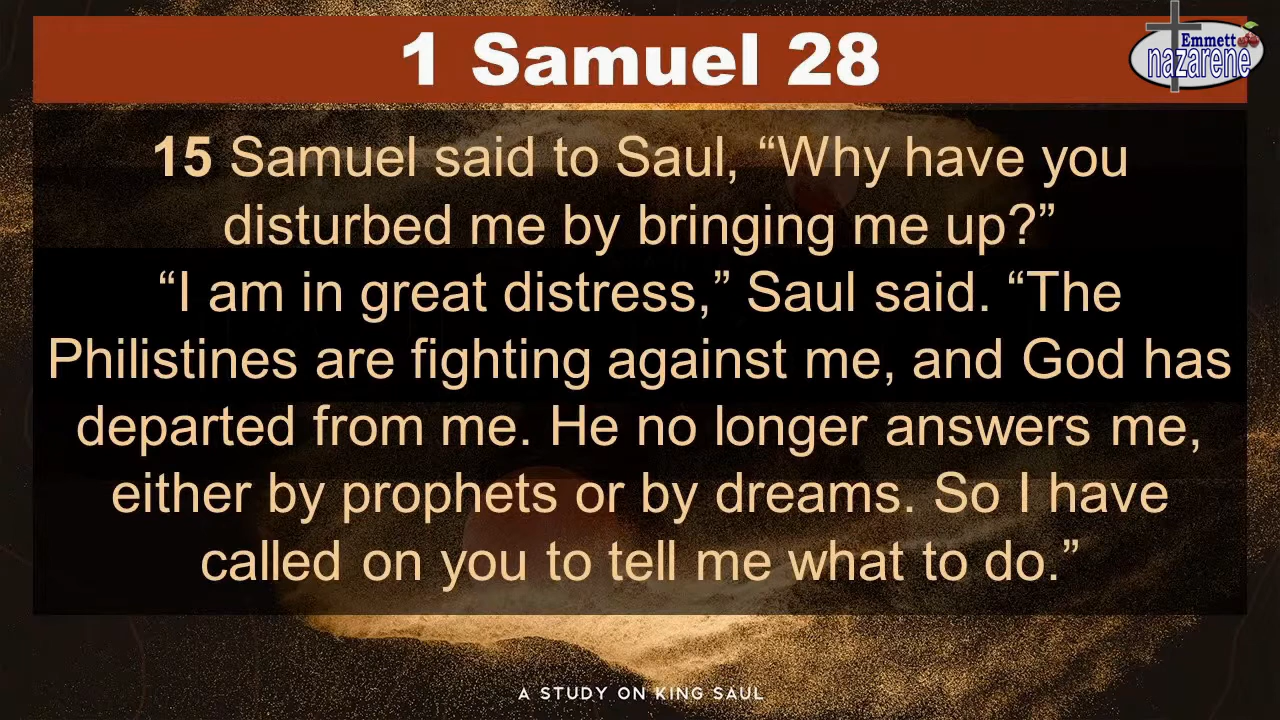 1 Samuel 28
Emmett
nazarene
15 Samuel said to Saul, “Why have you
disturbed me by bringing me up?”
“I am in great distress,” Saul said. “The
Philistines are fighting against me, and God has
departed from me. He no longer answers me,
either by prophets or by dreams. So I have
called on you to tell me what to do.”
A STUDY ON KING SAUL